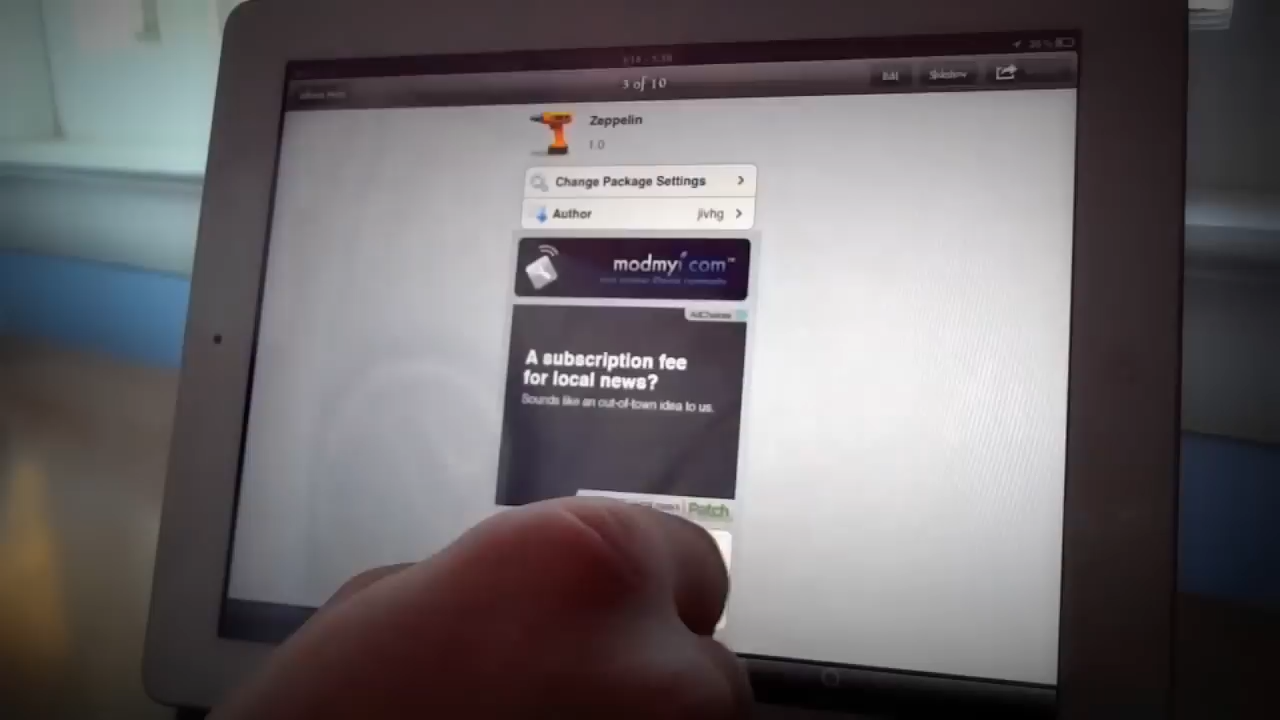 3 of 10
Edit
Slideshow
Zeppelin
1.0
Change Package Settings
Author jivhg
modmyi.com™
AdChoices
A subscription fee
for local news?
Sounds like an out-of-town idea to us.
Patch